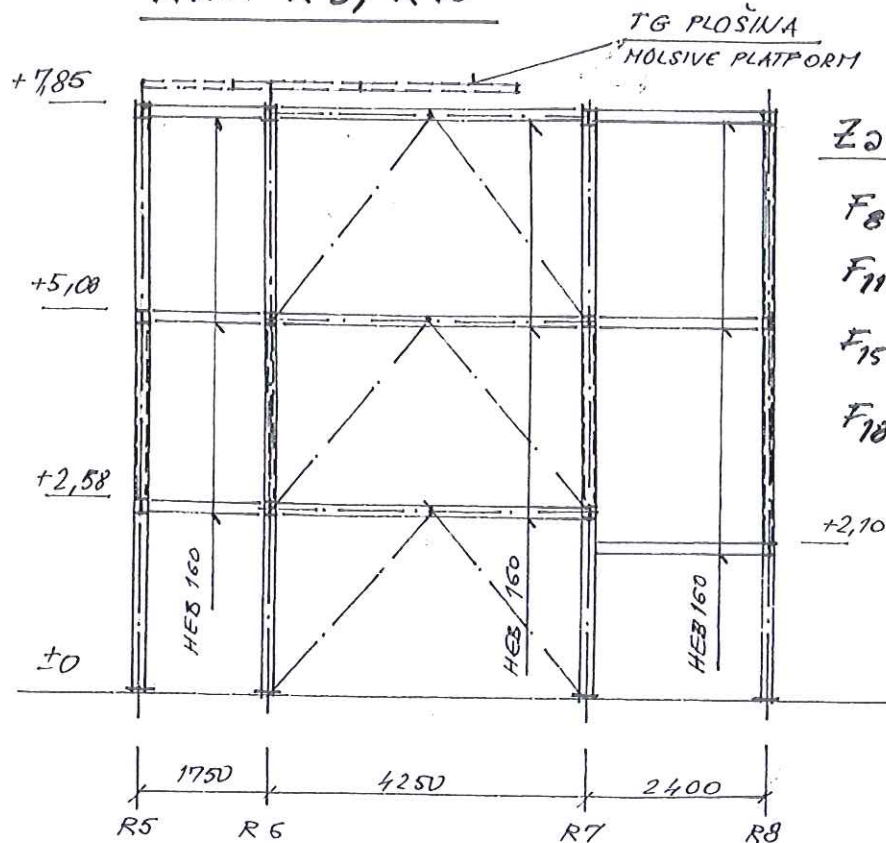 TG PLOŠINA
MOLSIVE PLATFORM
+7,85
+5,08
+2,58
±0
+2,10
HEB 160
HEB 160
HEB 160
F8
F11
F15
F18
1750
4250
2400
R5
R6
R7
R8